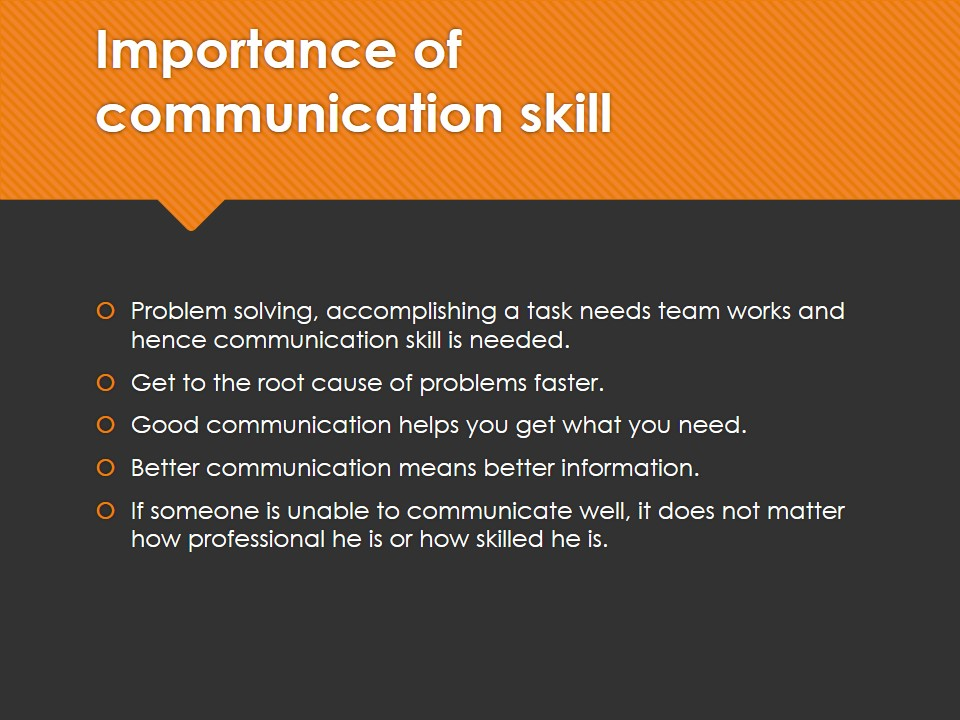 Importance of
communication skill
Problem solving, accomplishing a task needs team works and
hence communication skill is needed.
Get to the root cause of problems faster.
Good communication helps you get what you need.
Better communication means better information.
If someone is unable to communicate well, it does not matter
how professional he is or how skilled he is.